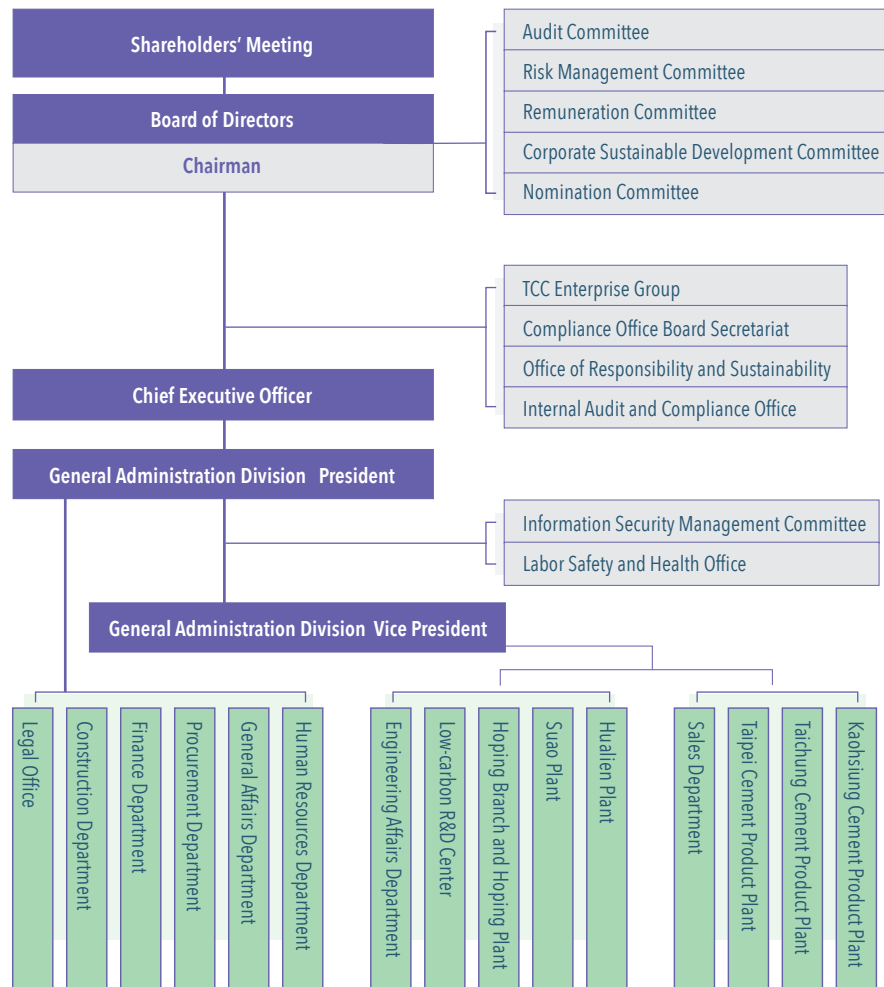 Shareholders’ Meeting
Board of Directors
Chairman
Audit Committee
Risk Management Committee
Remuneration Committee
Corporate Sustainable Development Committee
Nomination Committee
TCC Enterprise Group
Compliance Office Board Secretariat
Office of Responsibility and Sustainability
Internal Audit and Compliance Office
Chief Executive Officer
General Administration Division President
Information Security Management Committee
Labor Safety and Health Office
General Administration Division Vice President
Legal Office
Construction Department
Finance Department
Procurement Department
General Affairs Department
Human Resources Department
Engineering Affairs Department
Low-carbon R&D Center
Hoping Branch and Hoping Plant
Suao Plant
Hualien Plant
Sales Department
Taipei Cement Product Plant
Taichung Cement Product Plant
Kaohsiung Cement Product Plant